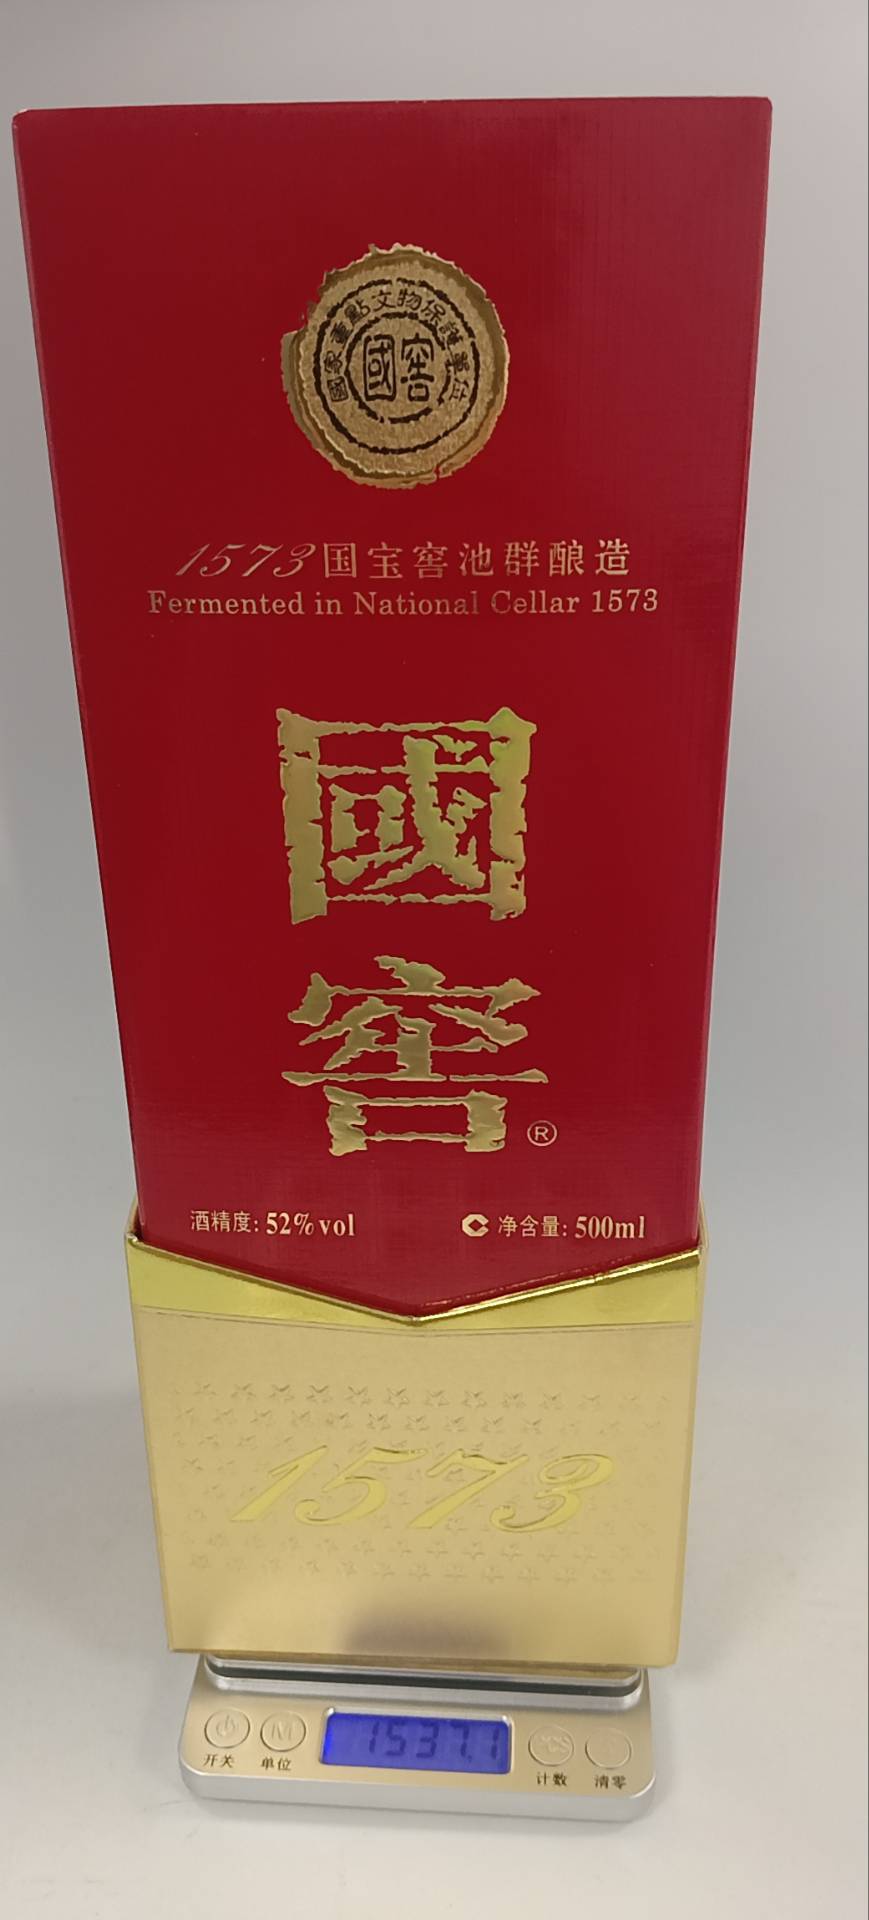 國家重點文物保護單位
國窖
1573国宝窖池群酿造
Fermented in National Cellar 1573
國
窖®
酒精度: 52%vol 净含量: 500ml
1573
1537.1
M PCS
开关 单位 计数 清零